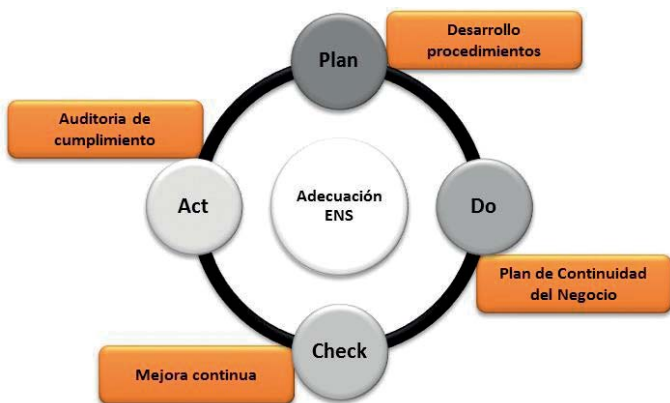 Plan
Desarrollo
procedimientos
Auditoria de
cumplimiento
Act
Adecuación
ENS
Do
Plan de Continuidad
del Negocio
Check
Mejora continua